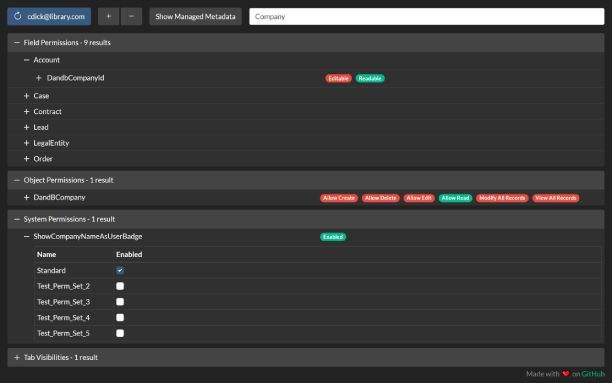 cdick@library.com + − Show Managed Metadata Company
− Field Permissions - 9 results
− Account
+ DandbCompanyId Editable Readable
+ Case
+ Contract
+ Lead
+ LegalEntity
+ Order
− Object Permissions - 1 result
+ DandBCompany Allow Create Allow Delete Allow Edit Allow Read Modify All Records View All Records
− System Permissions - 1 result
− ShowCompanyNameAsUserBadge Enabled
Name Enabled
Standard
Test_Perm_Set_2
Test_Perm_Set_3
Test_Perm_Set_4
Test_Perm_Set_5
+ Tab Visibilities - 1 result
Made with ❤ on GitHub